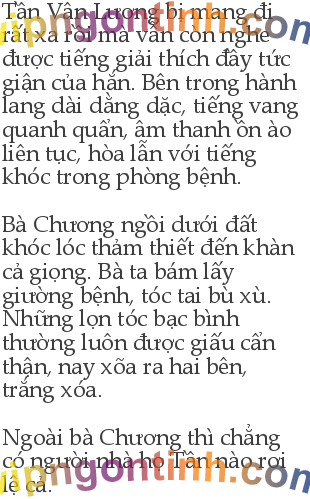 Tần Vân Lương bị mang đi
rất xa rồi mà vẫn còn nghe
được tiếng giải thích đầy tức
giận của hắn. Bên trong hành
lang dài dằng dặc, tiếng vang
quanh quẩn, âm thanh ồn ào
liên tục, hòa lẫn với tiếng
khóc trong phòng bệnh.
Bà Chương ngồi dưới đất
khóc lóc thảm thiết đến khàn
cả giọng. Bà ta bám lấy
giường bệnh, tóc tai bù xù.
Những lọn tóc bạc bình
thường luôn được giấu cẩn
thận, nay xõa ra hai bên,
trắng xóa.
Ngoài bà Chương thì chẳng
có người nhà họ Tần nào rơi
lệ cả.
vipngontinh.com
vipngontinh.com